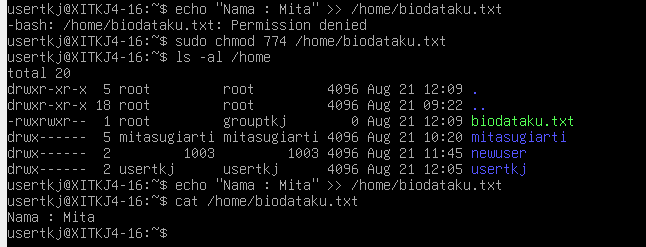 usertkj@XITKJ4-16:~$ echo "Nama : Mita" >> /home/biodataku.txt
-bash: /home/biodataku.txt: Permission denied
usertkj@XITKJ4-16:~$ sudo chmod 774 /home/biodataku.txt
usertkj@XITKJ4-16:~$ ls -al /home
total 20
drwxr-xr-x  5 root        root        4096 Aug 21 12:09 .
drwxr-xr-x 18 root        root        4096 Aug 21 09:22 ..
-rwxrwxr--  1 root        grouptkj       0 Aug 21 12:09 biodataku.txt
drwx------  5 mitasugiarti mitasugiarti 4096 Aug 21 10:20 mitasugiarti
drwx------  2         1003         1003 4096 Aug 21 11:45 newuser
drwx------  2 usertkj     usertkj     4096 Aug 21 12:05 usertkj
usertkj@XITKJ4-16:~$ echo "Nama : Mita" >> /home/biodataku.txt
usertkj@XITKJ4-16:~$ cat /home/biodataku.txt
Nama : Mita
usertkj@XITKJ4-16:~$